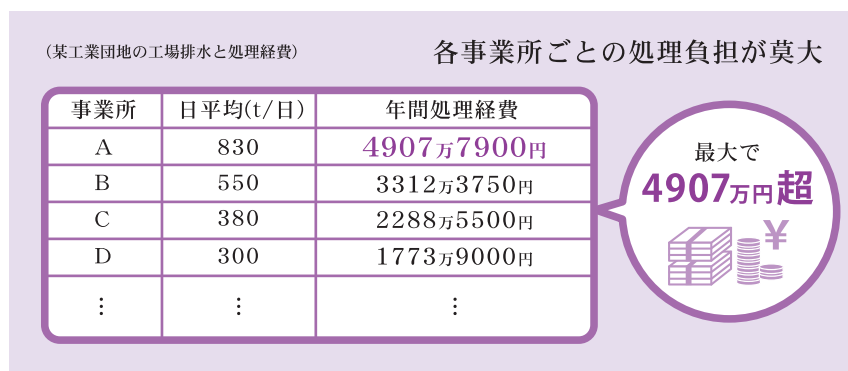 (某工業団地の工場排水と処理経費)
各事業所ごとの処理負担が莫大
事業所 日平均(t/日) 年間処理経費
A 830 4907万7900円
B 550 3312万3750円
C 380 2288万5500円
D 300 1773万9000円
⋮ ⋮ ⋮
最大で
4907万円超
¥